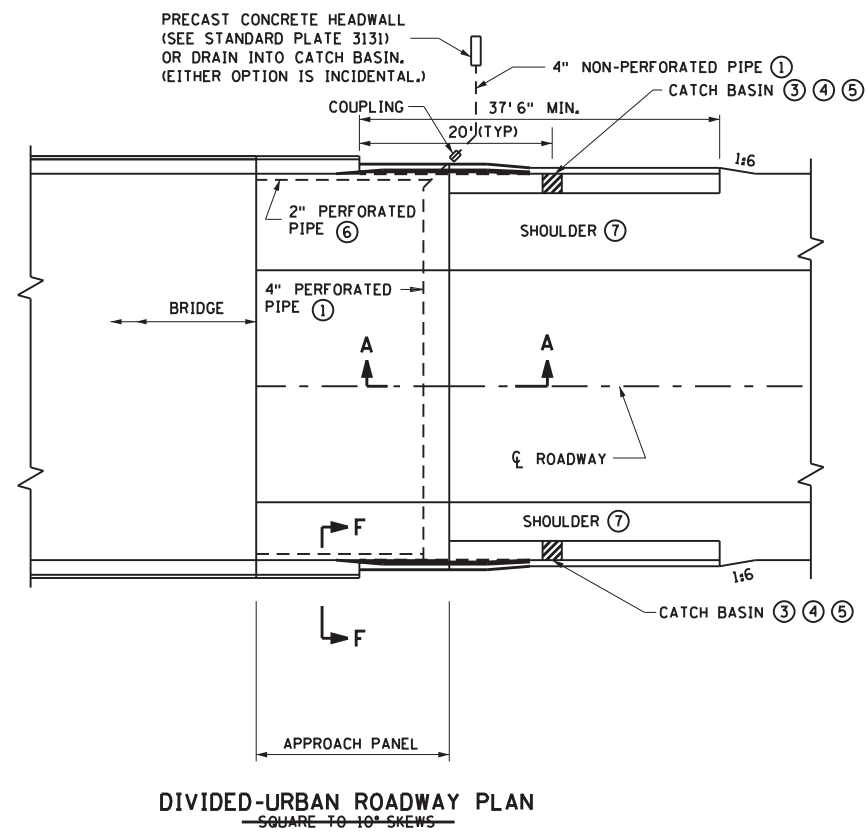 PRECAST CONCRETE HEADWALL
(SEE STANDARD PLATE 3131)
OR DRAIN INTO CATCH BASIN.
(EITHER OPTION IS INCIDENTAL.)
4" NON-PERFORATED PIPE ①
CATCH BASIN ③ ④ ⑤
COUPLING
37'6" MIN.
20'(TYP)
1:6
2" PERFORATED
PIPE ⑥
SHOULDER ⑦
4" PERFORATED
PIPE ①
BRIDGE
A
A
℄ ROADWAY
F
SHOULDER ⑦
1:6
CATCH BASIN ③ ④ ⑤
F
APPROACH PANEL
DIVIDED-URBAN ROADWAY PLAN
SQUARE TO 10° SKEWS